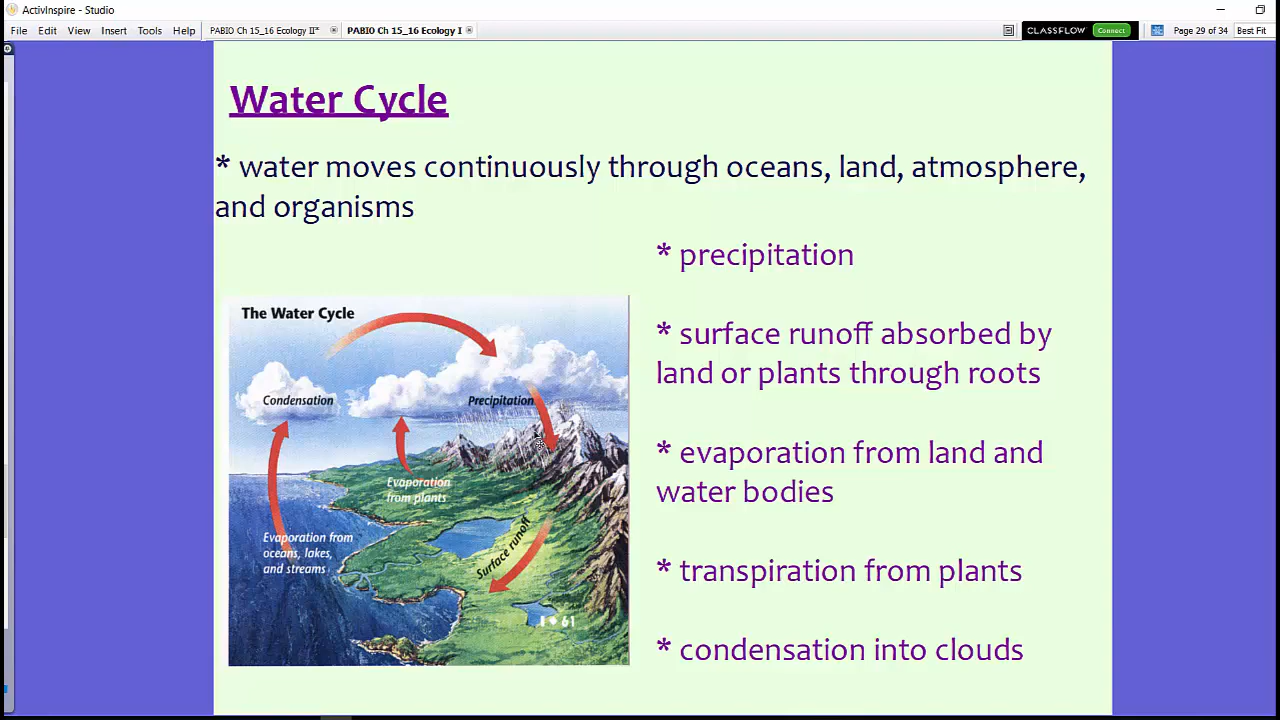 ActivInspire - Studio
File Edit View Insert Tools Help
PABIO Ch 15_16 Ecology II*
PABIO Ch 15_16 Ecology I
CLASSFLOW Connect
Page 29 of 34
Best Fit
Water Cycle
* water moves continuously through oceans, land, atmosphere,
and organisms
* precipitation
* surface runoff absorbed by
land or plants through roots
* evaporation from land and
water bodies
* transpiration from plants
* condensation into clouds
The Water Cycle
Condensation
Precipitation
Evaporation
from plants
Evaporation from
oceans, lakes,
and streams
Surface runoff